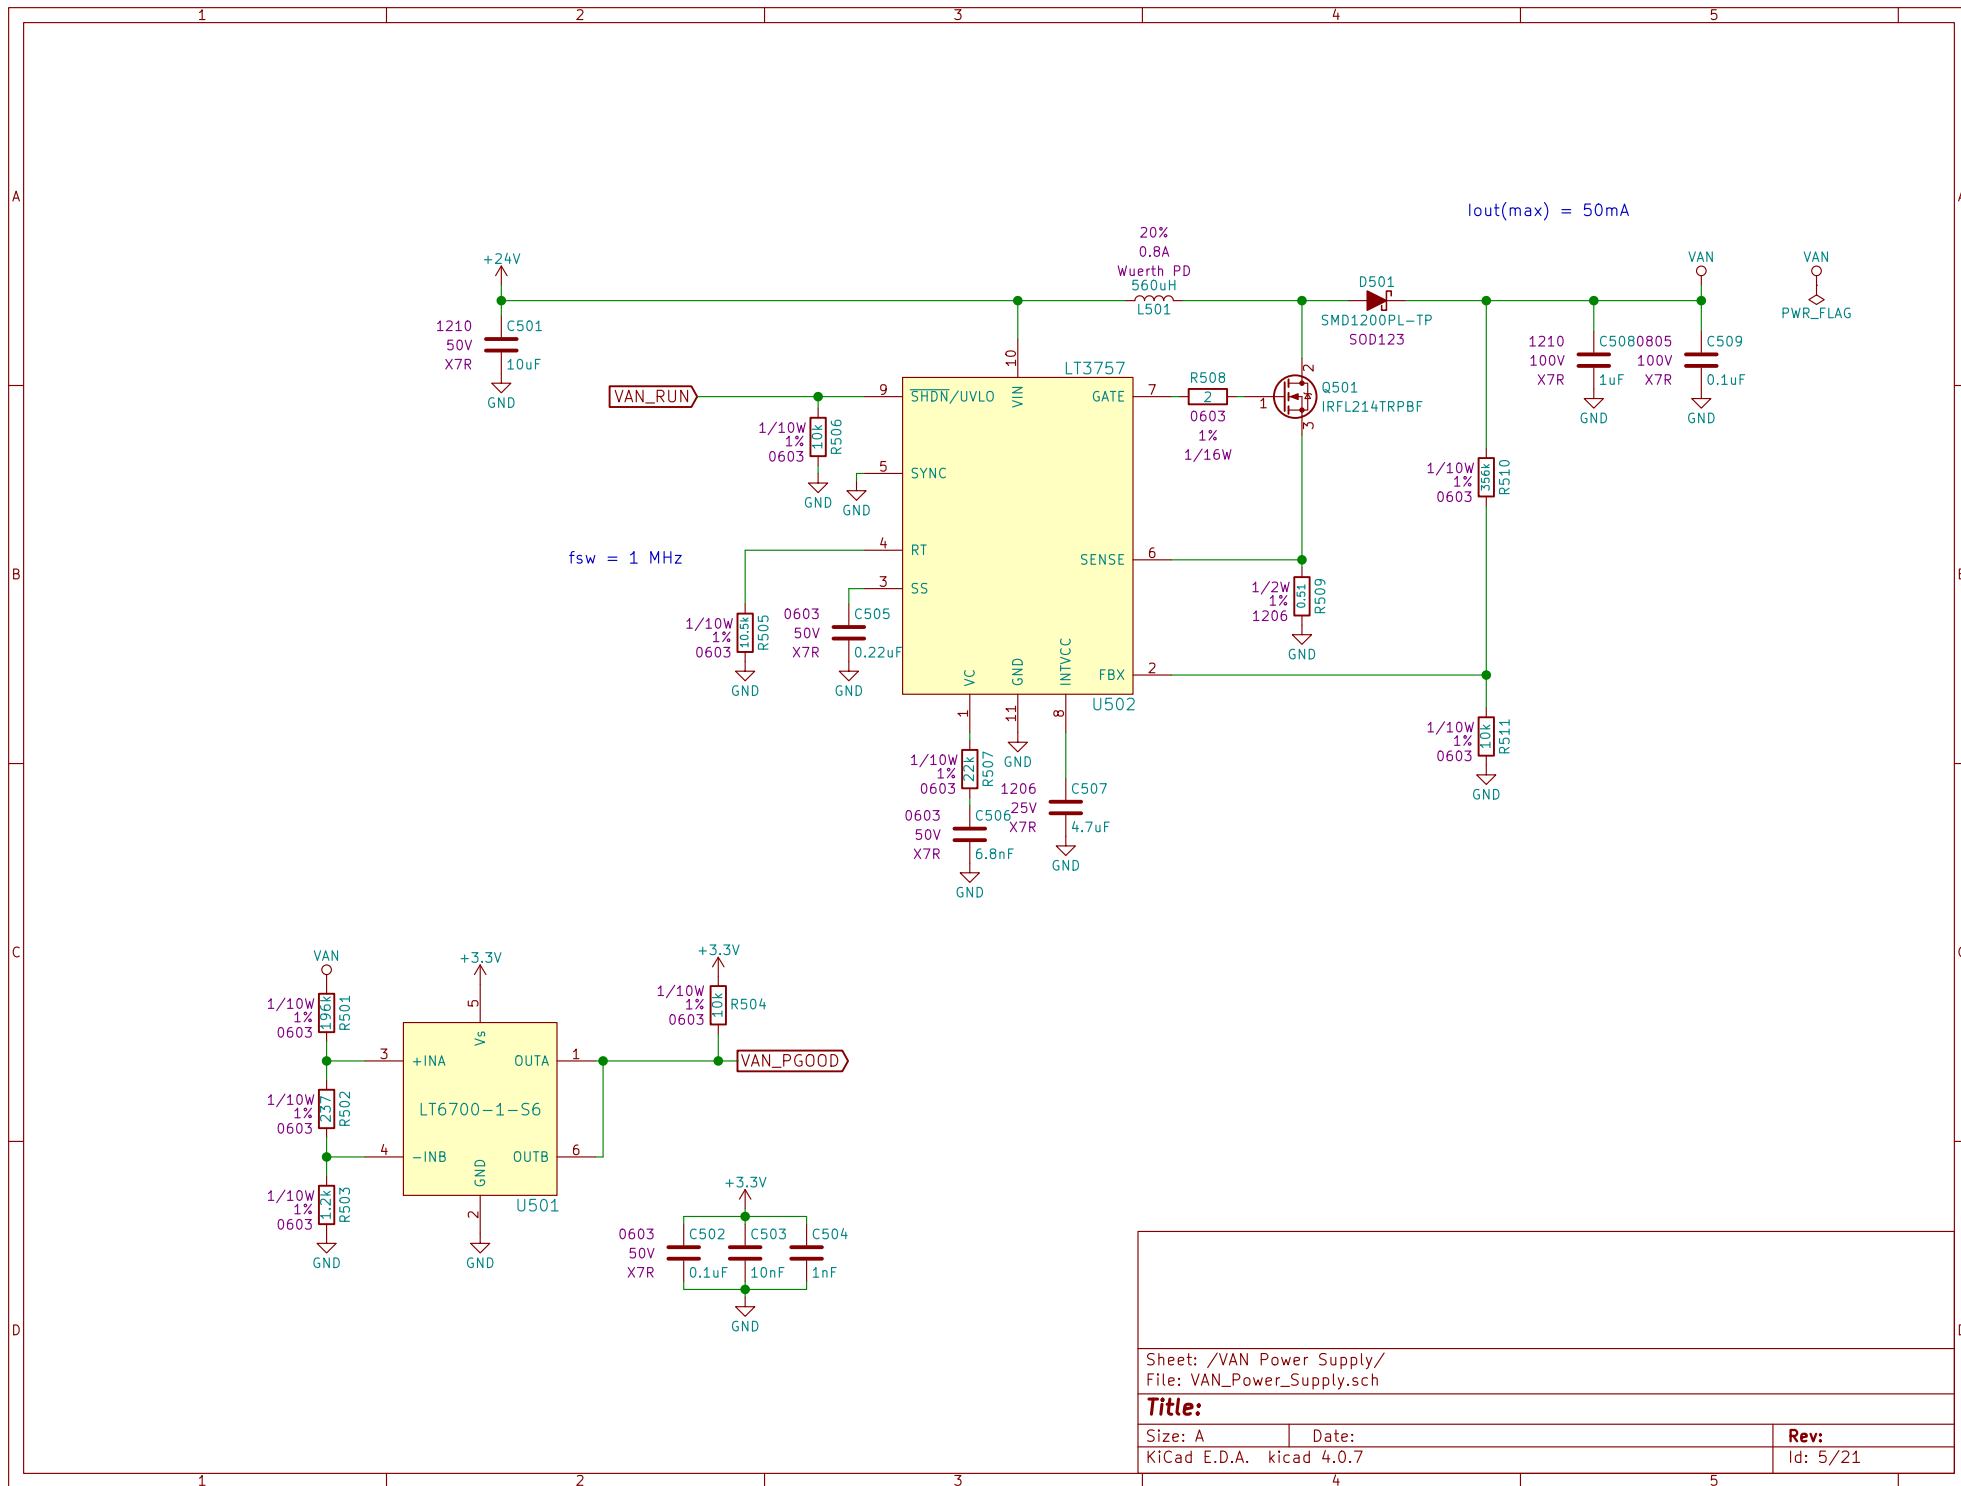 1 2 3 4 5
A
B
C
D
Iout(max) = 50mA
+24V
1210
50V
X7R
C501
10uF
GND
VAN_RUN
1/10W
1%
0603
10k
R506
GND
GND
fsw = 1 MHz
1/10W
1%
0603
10.5k
R505
GND
0603
50V
X7R
C505
0.22uF
GND
LT3757
9 SHDN/UVLO
10 VIN
GATE 7
5 SYNC
4 RT
3 SS
SENSE 6
FBX 2
VC 1
GND 11
INTVCC 8
U502
1/10W
1%
0603
22k
R507
GND
0603
50V
X7R
C506
6.8nF
GND
1206
25V
X7R
C507
4.7uF
GND
20%
0.8A
Wuerth PD
560uH
L501
D501
SMD1200PL-TP
SOD123
R508
2
0603
1%
1/16W
1
2
3
Q501
IRFL214TRPBF
1/2W
1%
1206
0.51
R509
GND
1/10W
1%
0603
356k
R510
1/10W
1%
0603
10k
R511
GND
1210
100V
X7R
C508
1uF
GND
0805
100V
X7R
C509
0.1uF
GND
VAN
VAN
PWR_FLAG
VAN
1/10W
1%
0603
196k
R501
1/10W
1%
0603
237
R502
1/10W
1%
0603
1.2k
R503
GND
+3.3V
5
Vs
3 +INA
OUTA 1
LT6700-1-S6
4 -INB
OUTB 6
GND
2
U501
GND
+3.3V
1/10W
1%
0603
10k
R504
VAN_PGOOD
+3.3V
0603
50V
X7R
C502
0.1uF
C503
10nF
C504
1nF
GND
Sheet: /VAN Power Supply/
File: VAN_Power_Supply.sch
Title:
Size: A Date: Rev:
KiCad E.D.A. kicad 4.0.7 Id: 5/21
1 2 3 4 5